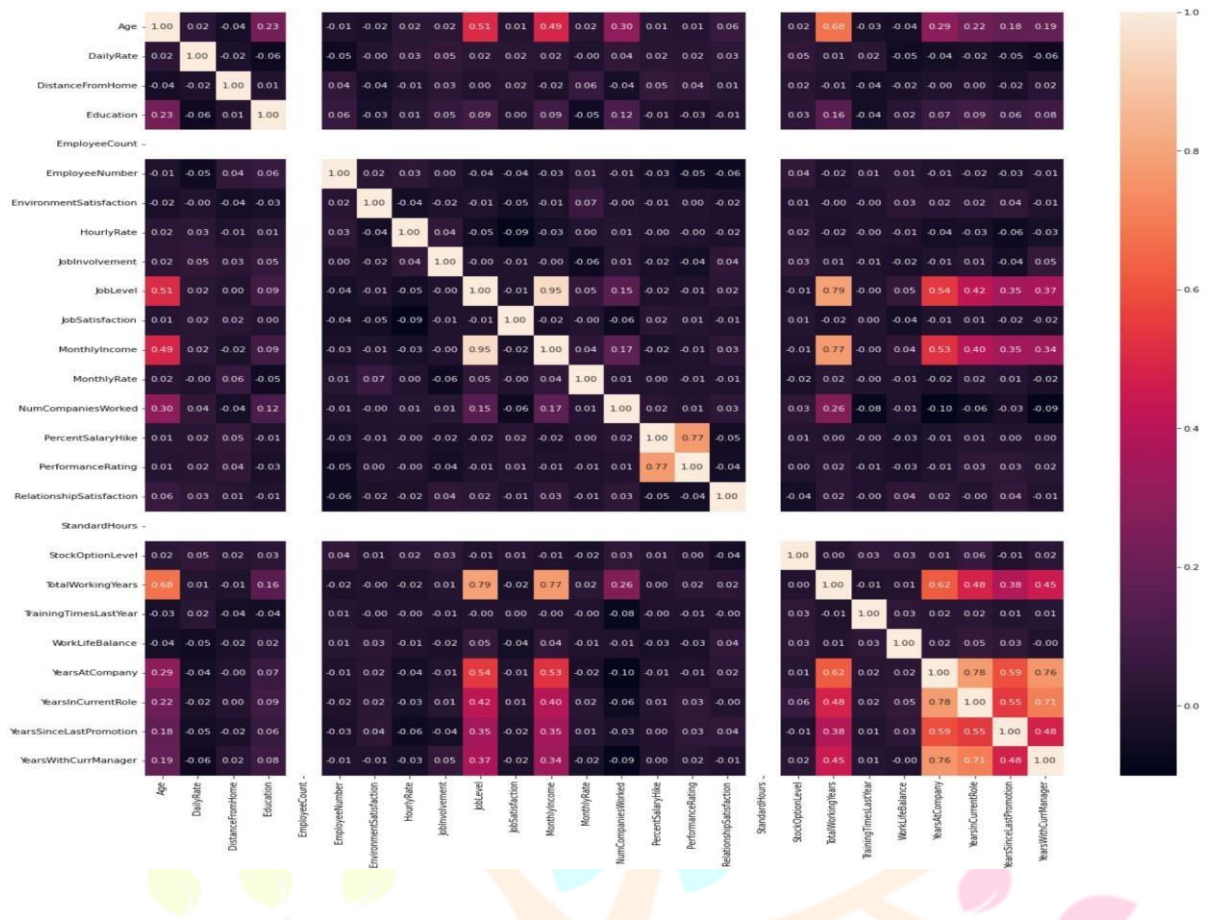 1.0
Age 1.00 0.02 -0.04 0.23 -0.01 -0.02 0.02 0.02 0.51 0.01 0.49 0.02 0.30 0.01 0.01 0.06 0.02 0.68 -0.03 -0.04 0.29 0.22 0.18 0.19
DailyRate 0.02 1.00 -0.02 -0.06 -0.05 -0.00 0.03 0.05 0.02 0.02 0.02 -0.00 0.04 0.02 0.02 0.03 0.05 0.01 0.02 -0.05 -0.04 0.02 -0.05 -0.06
DistanceFromHome -0.04 -0.02 1.00 0.01 0.04 -0.04 -0.01 0.03 0.00 0.02 -0.02 0.06 -0.04 0.05 0.04 0.01 0.02 -0.01 -0.04 -0.02 -0.00 0.00 -0.02 0.02
Education 0.23 -0.06 0.01 1.00 0.06 -0.03 0.01 0.05 0.09 0.00 0.09 -0.05 0.12 -0.01 -0.03 -0.01 0.03 0.16 -0.04 0.02 0.07 0.09 0.06 0.08
EmployeeCount
0.8
EmployeeNumber -0.01 -0.05 0.04 0.06 1.00 0.02 0.03 0.00 -0.04 -0.04 -0.03 0.01 -0.01 -0.03 -0.05 -0.06 0.04 -0.02 0.01 0.01 -0.01 -0.02 -0.03 -0.01
EnvironmentSatisfaction -0.02 -0.00 -0.04 -0.03 0.02 1.00 -0.04 -0.02 -0.01 -0.05 -0.01 0.07 -0.00 -0.01 0.00 -0.02 0.01 -0.00 -0.00 0.03 0.02 0.02 0.04 -0.01
HourlyRate 0.02 0.03 -0.01 0.01 0.03 -0.04 1.00 0.04 -0.05 -0.09 -0.03 0.00 0.01 -0.00 -0.00 -0.02 0.02 -0.02 -0.00 -0.01 -0.04 -0.03 -0.06 -0.03
JobInvolvement 0.02 0.05 0.03 0.05 0.00 -0.02 0.04 1.00 -0.00 -0.01 -0.00 -0.06 0.01 -0.02 -0.04 0.04 0.03 0.01 -0.01 -0.02 -0.04 0.01 -0.04 0.05
JobLevel 0.51 0.02 0.00 0.09 -0.04 -0.01 -0.05 -0.00 1.00 -0.00 0.95 0.05 0.15 -0.02 -0.01 0.02 -0.01 0.79 -0.00 0.05 0.54 0.42 0.35 0.37
0.6
JobSatisfaction 0.01 0.02 0.02 0.00 -0.04 -0.05 -0.09 -0.01 -0.01 1.00 -0.02 -0.00 -0.06 0.02 0.01 -0.01 0.01 -0.02 0.00 -0.04 -0.01 0.01 -0.02 -0.02
MonthlyIncome 0.49 0.02 -0.02 0.09 -0.03 -0.01 -0.03 -0.00 0.95 -0.02 1.00 0.04 0.17 -0.02 -0.01 0.03 -0.01 0.77 -0.00 0.04 0.53 0.40 0.35 0.34
MonthlyRate 0.02 -0.00 0.06 -0.05 0.01 0.07 0.00 -0.06 0.05 -0.00 0.04 1.00 0.01 0.00 -0.01 -0.01 -0.02 0.02 -0.00 0.02 -0.02 -0.01 0.01 -0.02
NumCompaniesWorked 0.30 0.04 -0.04 0.12 -0.01 -0.00 0.01 0.01 0.15 -0.06 0.17 0.01 1.00 0.02 0.01 0.03 0.03 0.26 -0.08 -0.01 -0.10 -0.06 -0.03 -0.09
PercentSalaryHike 0.01 0.02 0.05 -0.01 -0.03 -0.01 -0.00 -0.02 -0.02 0.02 -0.02 0.00 0.02 1.00 0.77 -0.05 0.01 0.00 -0.00 -0.03 -0.01 0.01 0.00 0.00
0.4
PerformanceRating 0.01 0.02 0.04 -0.03 -0.05 0.00 -0.00 -0.04 -0.01 0.01 -0.01 -0.01 0.01 0.77 1.00 -0.04 0.00 0.02 -0.01 -0.03 -0.01 0.03 0.03 0.02
RelationshipSatisfaction 0.06 0.03 0.01 -0.01 -0.06 -0.02 -0.02 0.04 0.02 -0.01 0.03 -0.01 0.03 -0.05 -0.04 1.00 -0.04 0.02 -0.00 0.04 0.02 -0.00 0.04 -0.01
StandardHours
StockOptionLevel 0.02 0.05 0.02 0.03 0.04 0.01 0.02 0.03 -0.01 0.01 -0.01 -0.02 0.03 0.01 0.00 -0.04 1.00 0.00 0.03 0.03 0.01 0.06 -0.01 0.02
0.2
TotalWorkingYears 0.68 0.01 -0.01 0.16 -0.02 -0.00 -0.02 0.01 0.79 -0.02 0.77 0.02 0.26 0.00 0.02 0.02 0.00 1.00 -0.01 0.00 0.62 0.48 0.38 0.45
TrainingTimesLastYear -0.03 0.02 -0.04 -0.04 0.01 -0.00 -0.00 -0.01 -0.00 -0.00 -0.00 -0.00 -0.08 -0.00 -0.01 -0.00 0.03 -0.01 1.00 0.03 0.02 0.02 0.01 0.01
WorkLifeBalance -0.04 -0.05 -0.02 0.02 0.01 0.03 -0.01 -0.02 0.05 -0.04 0.04 -0.01 -0.01 -0.03 -0.03 0.04 0.03 0.01 0.03 1.00 0.02 0.05 0.03 -0.00
YearsAtCompany 0.29 -0.04 -0.00 0.07 -0.01 0.02 -0.04 -0.01 0.54 -0.01 0.53 -0.02 -0.10 -0.01 -0.01 0.02 0.02 0.62 0.02 0.02 1.00 0.78 0.59 0.76
YearsInCurrentRole 0.22 -0.02 0.00 0.09 -0.02 0.02 -0.03 0.01 0.42 -0.01 0.40 -0.02 -0.06 0.01 0.03 -0.00 0.06 0.48 0.02 0.05 0.78 1.00 0.55 0.71
0.0
YearsSinceLastPromotion 0.18 -0.05 -0.02 0.06 -0.03 0.04 -0.06 -0.04 0.35 -0.02 0.35 -0.01 -0.03 0.00 0.03 0.04 -0.01 0.38 0.01 0.03 0.59 0.55 1.00 0.48
YearsWithCurrManager 0.19 -0.06 0.02 0.08 -0.01 -0.01 -0.03 0.05 0.37 -0.02 0.34 -0.02 -0.09 0.00 0.02 -0.01 0.02 0.45 0.01 -0.00 0.76 0.71 0.48 1.00
Age
DailyRate
DistanceFromHome
Education
EmployeeCount
EmployeeNumber
EnvironmentSatisfaction
HourlyRate
JobInvolvement
JobLevel
JobSatisfaction
MonthlyIncome
MonthlyRate
NumCompaniesWorked
PercentSalaryHike
PerformanceRating
RelationshipSatisfaction
StandardHours
StockOptionLevel
TotalWorkingYears
TrainingTimesLastYear
WorkLifeBalance
YearsAtCompany
YearsInCurrentRole
YearsSinceLastPromotion
YearsWithCurrManager